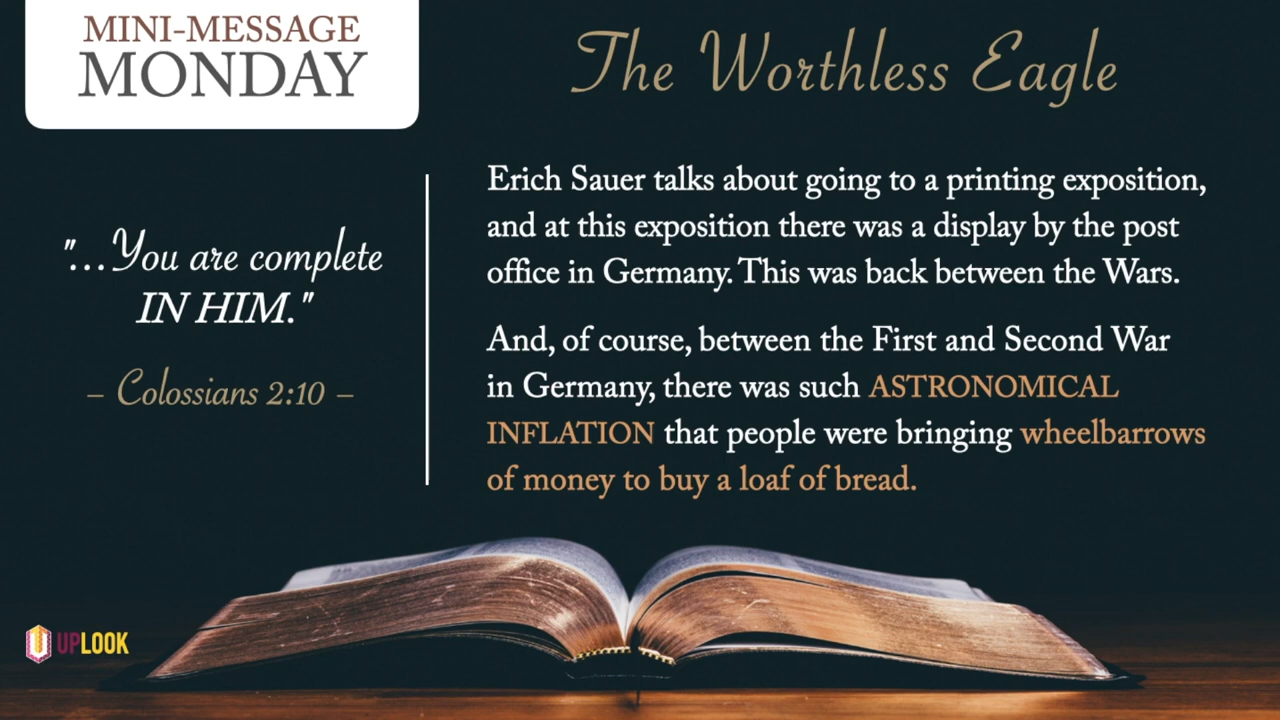 MINI-MESSAGE
MONDAY
The Worthless Eagle
"...You are complete
IN HIM."
– Colossians 2:10 –
Erich Sauer talks about going to a printing exposition,
and at this exposition there was a display by the post
office in Germany. This was back between the Wars.
And, of course, between the First and Second War
in Germany, there was such ASTRONOMICAL
INFLATION that people were bringing wheelbarrows
of money to buy a loaf of bread.
UPLOOK